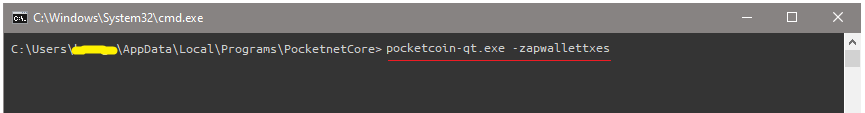 C:\Windows\System32\cmd.exe
C:\Users\ \AppData\Local\Programs\PocketnetCore> pocketcoin-qt.exe -zapwallettxes